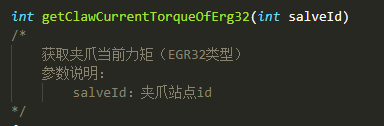 int getClawCurrentTorqueOfErg32(int salveId)
/*
获取夹爪当前力矩（EGR32类型）
参数说明：
salveId：夹爪站点id
*/